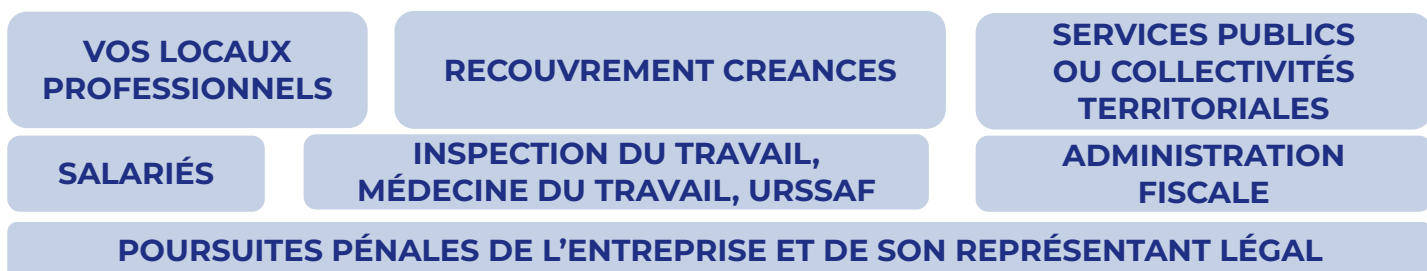 VOS LOCAUX
PROFESSIONNELS
RECOUVREMENT CREANCES
SERVICES PUBLICS
OU COLLECTIVITÉS
TERRITORIALES
SALARIÉS
INSPECTION DU TRAVAIL,
MÉDECINE DU TRAVAIL, URSSAF
ADMINISTRATION
FISCALE
POURSUITES PÉNALES DE L'ENTREPRISE ET DE SON REPRÉSENTANT LÉGAL